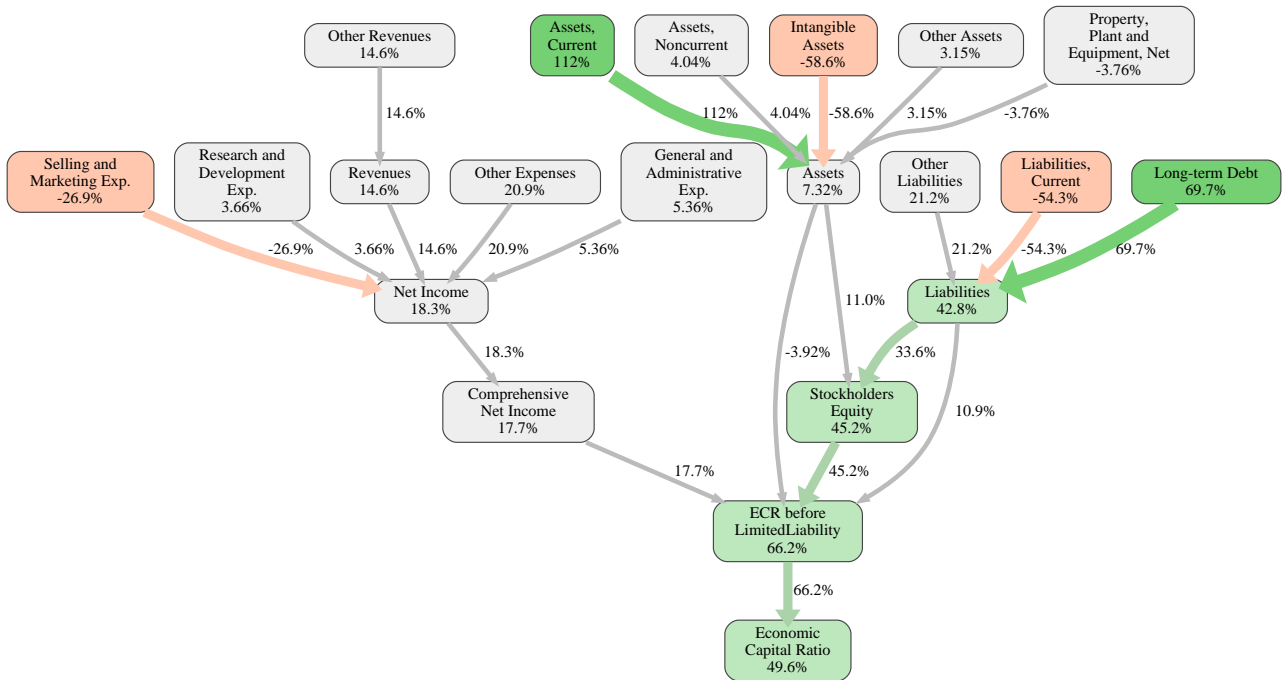 Other Revenues
14.6%
Assets,
Current
112%
Assets,
Noncurrent
4.04%
Intangible
Assets
-58.6%
Other Assets
3.15%
Property,
Plant and
Equipment, Net
-3.76%
14.6%
112%
4.04%
-58.6%
3.15%
-3.76%
Selling and
Marketing Exp.
-26.9%
Research and
Development
Exp.
3.66%
Revenues
14.6%
Other Expenses
20.9%
General and
Administrative
Exp.
5.36%
Assets
7.32%
Other
Liabilities
21.2%
Liabilities,
Current
-54.3%
Long-term Debt
69.7%
-26.9%
3.66%
14.6%
20.9%
5.36%
21.2%
-54.3%
69.7%
Net Income
18.3%
Liabilities
42.8%
11.0%
18.3%
-3.92%
33.6%
Comprehensive
Net Income
17.7%
Stockholders
Equity
45.2%
10.9%
17.7%
45.2%
ECR before
LimitedLiability
66.2%
66.2%
Economic
Capital Ratio
49.6%